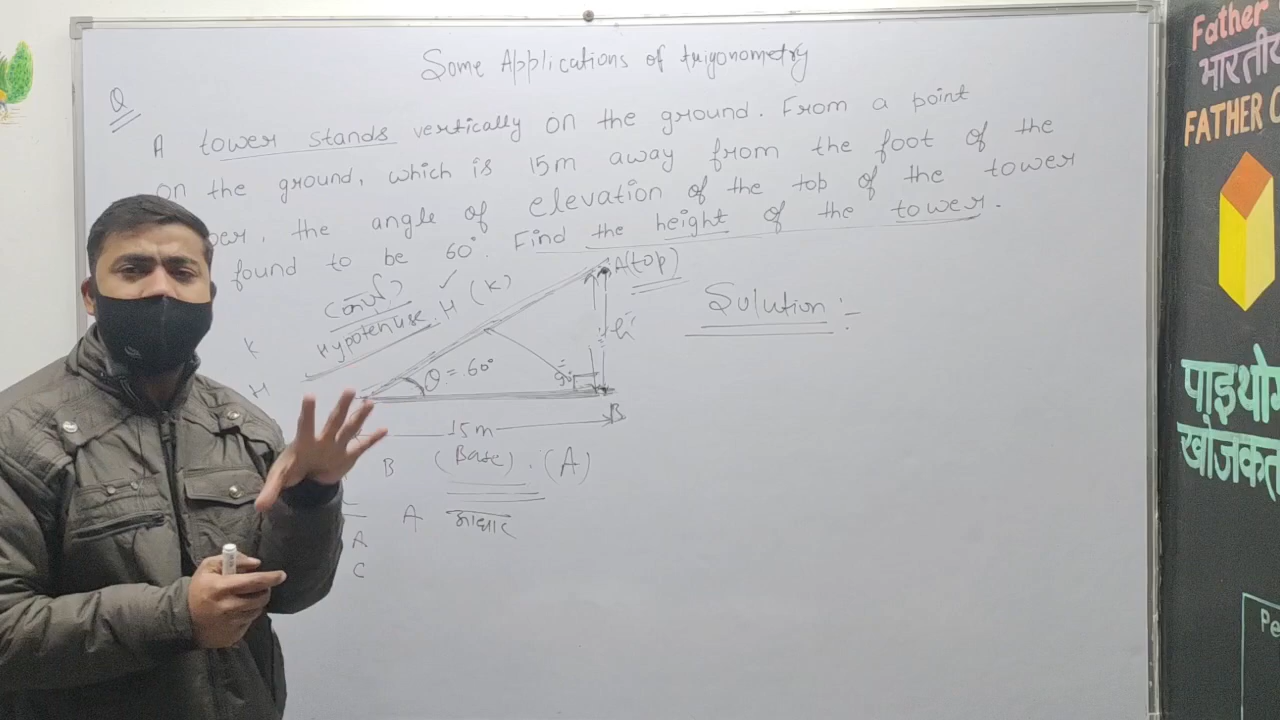 Some Applications of trigonometry
Q
A tower stands vertically on the ground. From a point
on the ground, which is 15m away from the foot of the
the angle of elevation of the top of the tower
found to be 60°. Find the height of the tower.
A(top)
Hypotenuse. H (K)
K
H
θ = 60°
90°
h
B
15m
B (Base). (A)
A आधार
A
C
Solution :-
Father
भारतीय
FATHER
पाइथो
खोजकर्ता
Pe